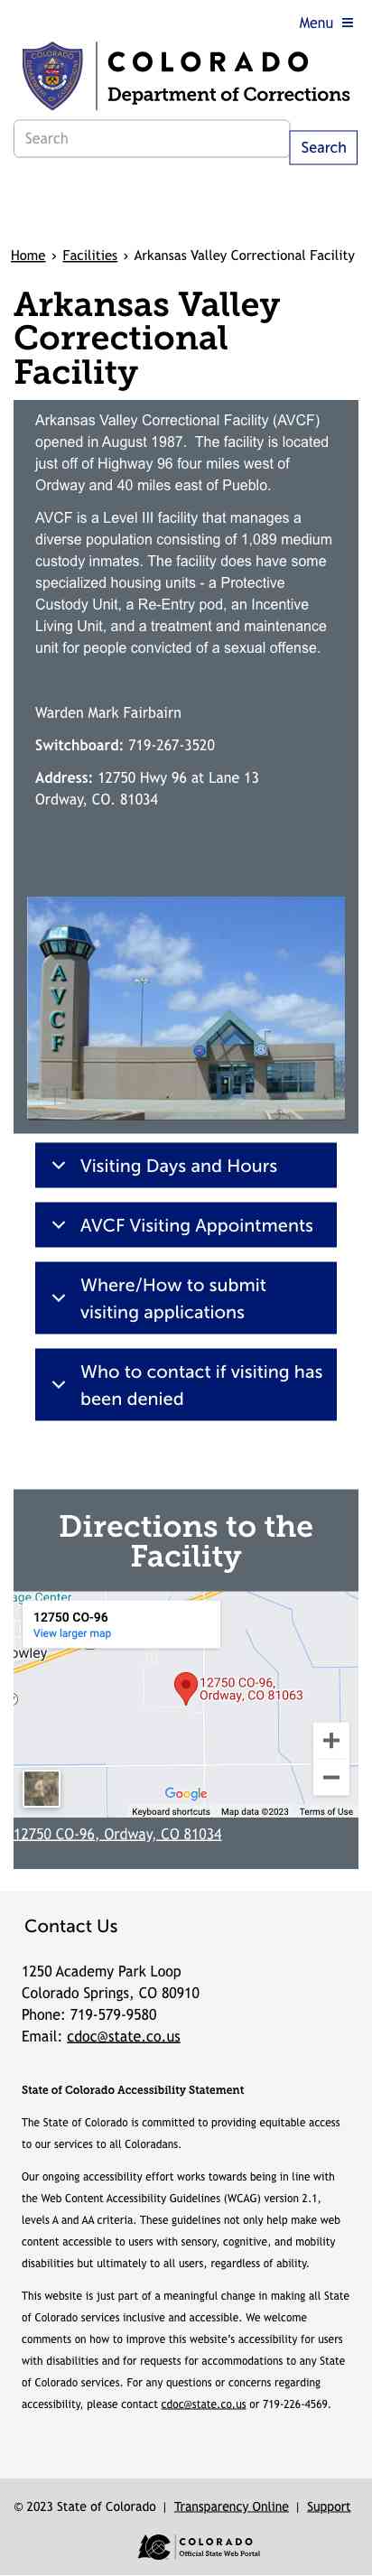 Menu
COLORADO
Department of Corrections
Search
Search
Home › Facilities › Arkansas Valley Correctional Facility
Arkansas Valley
Correctional
Facility
Arkansas Valley Correctional Facility (AVCF)
opened in August 1987.  The facility is located
just off of Highway 96 four miles west of
Ordway and 40 miles east of Pueblo.
AVCF is a Level III facility that manages a
diverse population consisting of 1,089 medium
custody inmates. The facility does have some
specialized housing units - a Protective
Custody Unit, a Re-Entry pod, an Incentive
Living Unit, and a treatment and maintenance
unit for people convicted of a sexual offense.
Warden Mark Fairbairn
Switchboard: 719-267-3520
Address: 12750 Hwy 96 at Lane 13
Ordway, CO. 81034
AVCF
Visiting Days and Hours
AVCF Visiting Appointments
Where/How to submit
visiting applications
Who to contact if visiting has
been denied
Directions to the
Facility
age Center
12750 CO-96
View larger map
owley
12750 CO-96,
Ordway, CO 81063
Google
Keyboard shortcuts Map data ©2023 Terms of Use
12750 CO-96, Ordway, CO 81034
Contact Us
1250 Academy Park Loop
Colorado Springs, CO 80910
Phone: 719-579-9580
Email: cdoc@state.co.us
State of Colorado Accessibility Statement
The State of Colorado is committed to providing equitable access
to our services to all Coloradans.
Our ongoing accessibility effort works towards being in line with
the Web Content Accessibility Guidelines (WCAG) version 2.1,
levels A and AA criteria. These guidelines not only help make web
content accessible to users with sensory, cognitive, and mobility
disabilities but ultimately to all users, regardless of ability.
This website is just part of a meaningful change in making all State
of Colorado services inclusive and accessible. We welcome
comments on how to improve this website’s accessibility for users
with disabilities and for requests for accommodations to any State
of Colorado services. For any questions or concerns regarding
accessibility, please contact cdoc@state.co.us or 719-226-4569.
© 2023 State of Colorado | Transparency Online | Support
COLORADO
Official State Web Portal